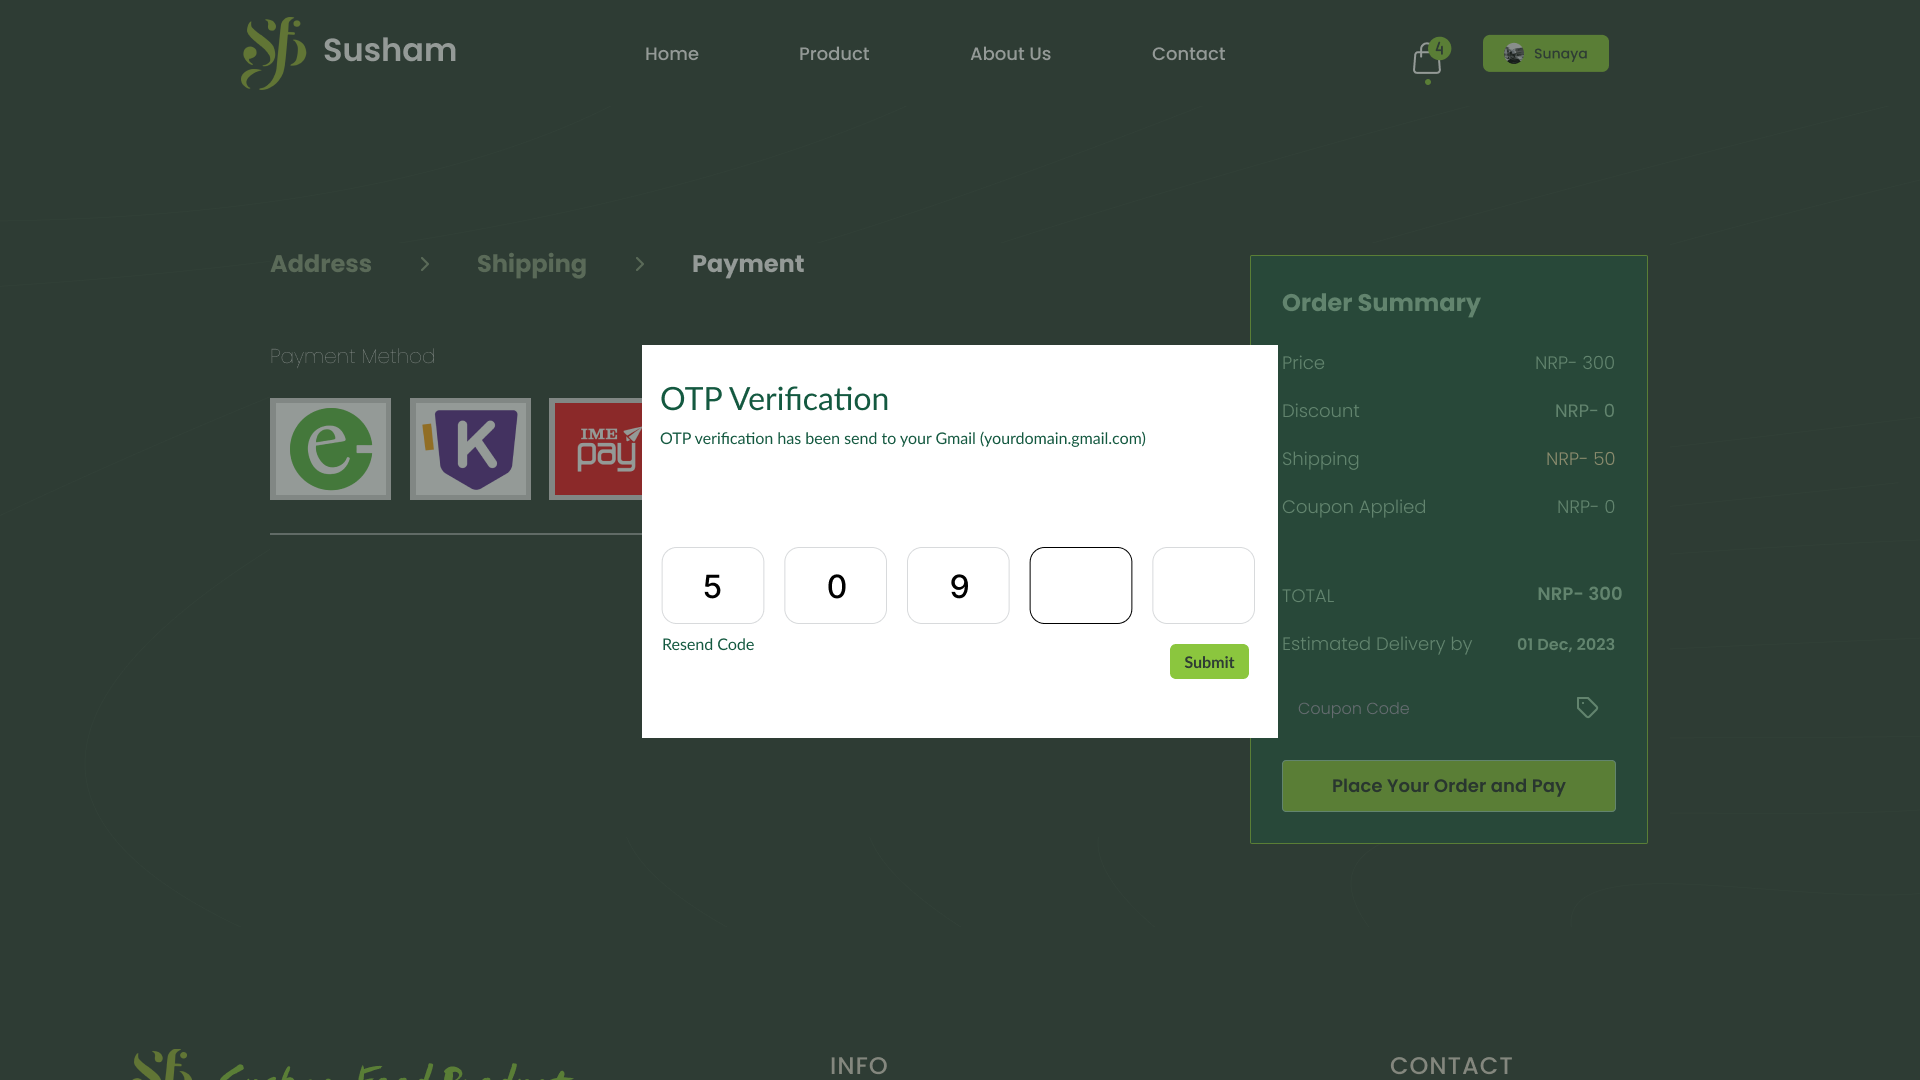 Susham
Home
Product
About Us
Contact
4
Sunaya
Address
Shipping
Payment
Payment Method
e
K
IME
pay
OTP Verification
OTP verification has been send to your Gmail (yourdomain.gmail.com)
5 0 9
Resend Code
Submit
Order Summary
Price NRP- 300
Discount NRP- 0
Shipping NRP- 50
Coupon Applied NRP- 0
TOTAL NRP- 300
Estimated Delivery by 01 Dec, 2023
Coupon Code
Place Your Order and Pay
INFO
CONTACT